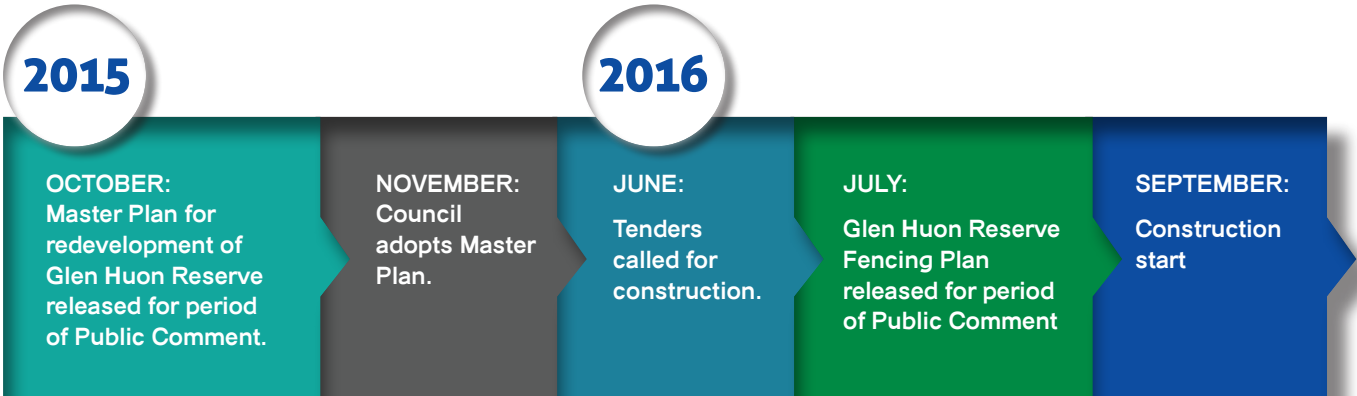 2015
OCTOBER:
Master Plan for
redevelopment of
Glen Huon Reserve
released for period
of Public Comment.
NOVEMBER:
Council
adopts Master
Plan.
2016
JUNE:
Tenders
called for
construction.
JULY:
Glen Huon Reserve
Fencing Plan
released for period
of Public Comment
SEPTEMBER:
Construction
start